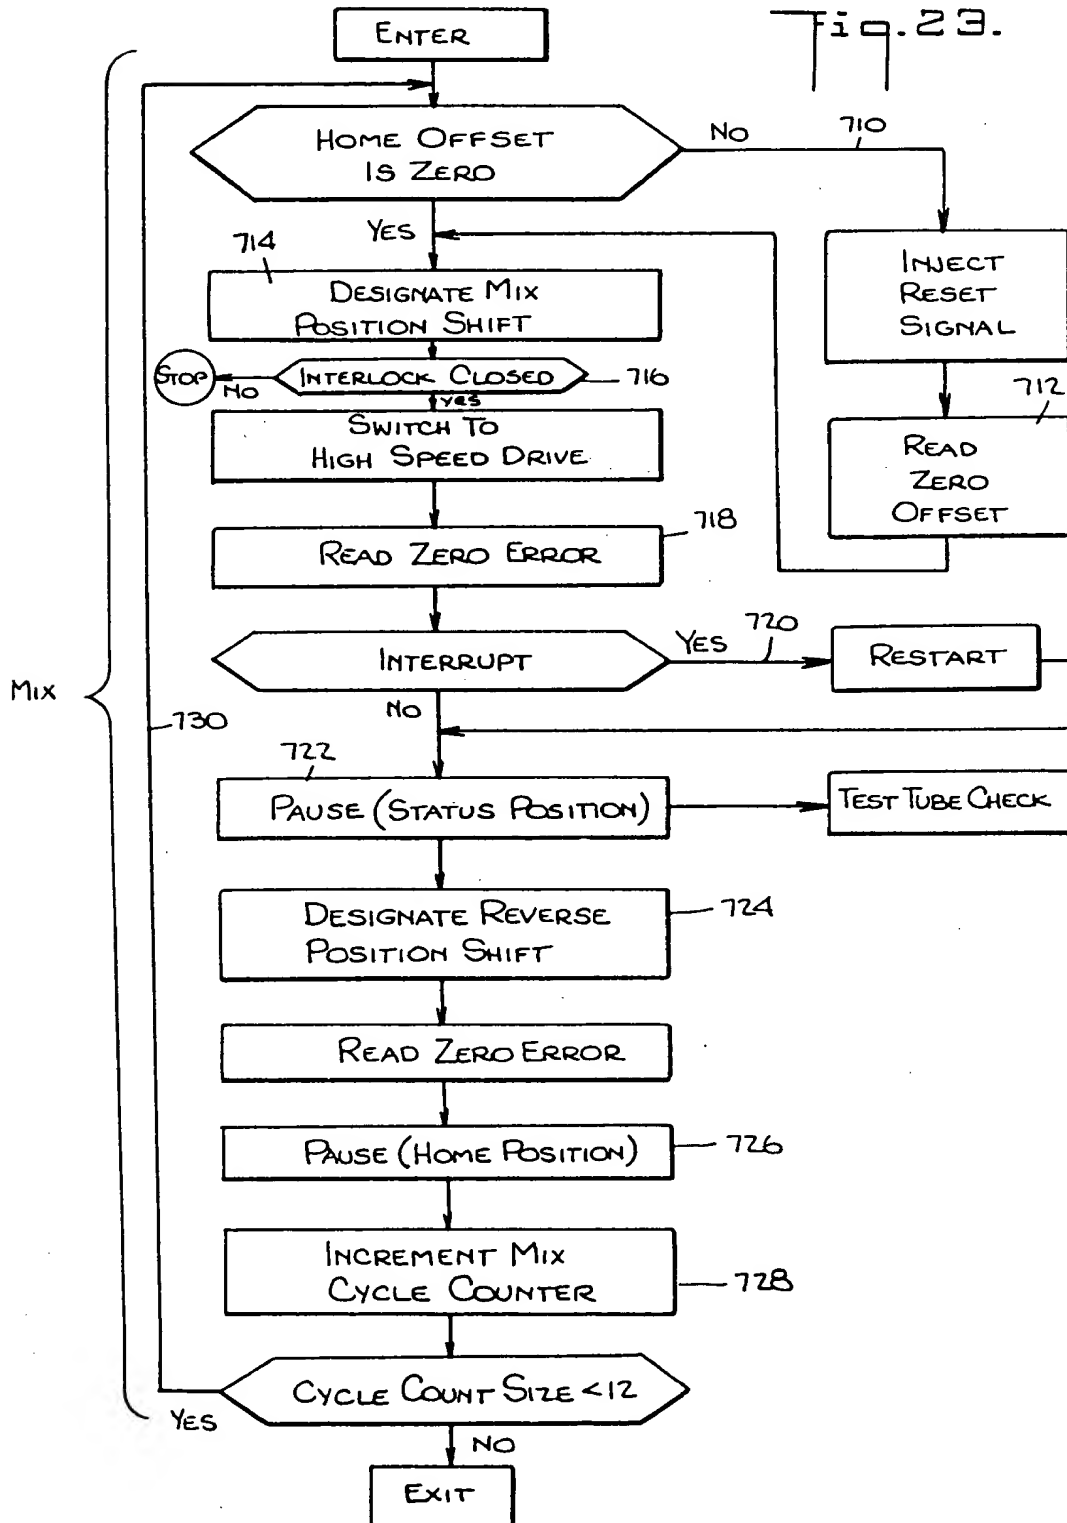 Fig. 23.
ENTER
HOME OFFSET
IS ZERO
NO
710
YES
INJECT
RESET
SIGNAL
714
DESIGNATE MIX
POSITION SHIFT
STOP
NO
INTERLOCK CLOSED
716
yes
712
READ
ZERO
OFFSET
SWITCH TO
HIGH SPEED DRIVE
718
READ ZERO ERROR
INTERRUPT
YES
720
RESTART
MIX
NO
730
722
PAUSE (STATUS POSITION)
TEST TUBE CHECK
DESIGNATE REVERSE
POSITION SHIFT
724
READ ZERO ERROR
PAUSE (HOME POSITION)
726
INCREMENT MIX
CYCLE COUNTER
728
CYCLE COUNT SIZE <12
YES
NO
EXIT